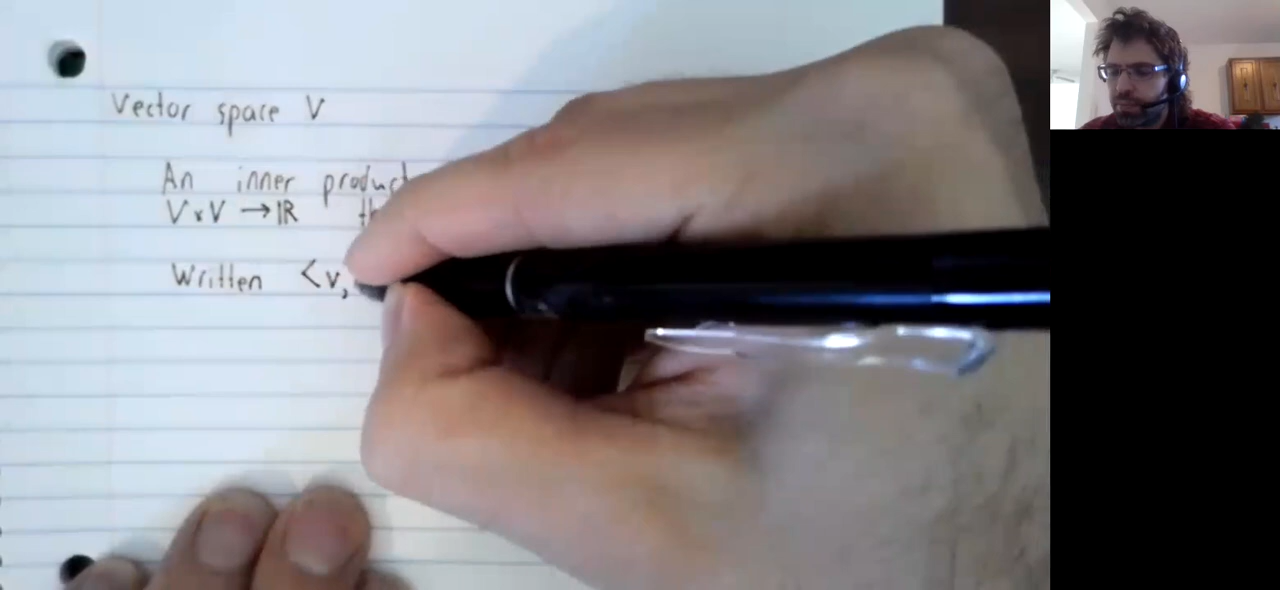 Vector space V
An inner product
V × V → ℝ
Written <v,